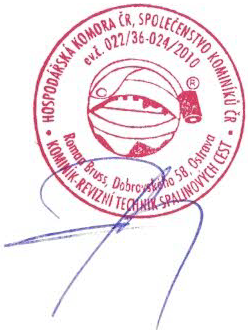 HOSPODÁŘSKÁ KOMORA ČR, SPOLEČENSTVO KOMINÍKŮ ČR
ev.č. 022/36-024/2010
®
Roman Bruss, Dobrovského 58, Ostrava
• KOMINÍK-REVIZNÍ TECHNIK SPALINOVÝCH CEST •